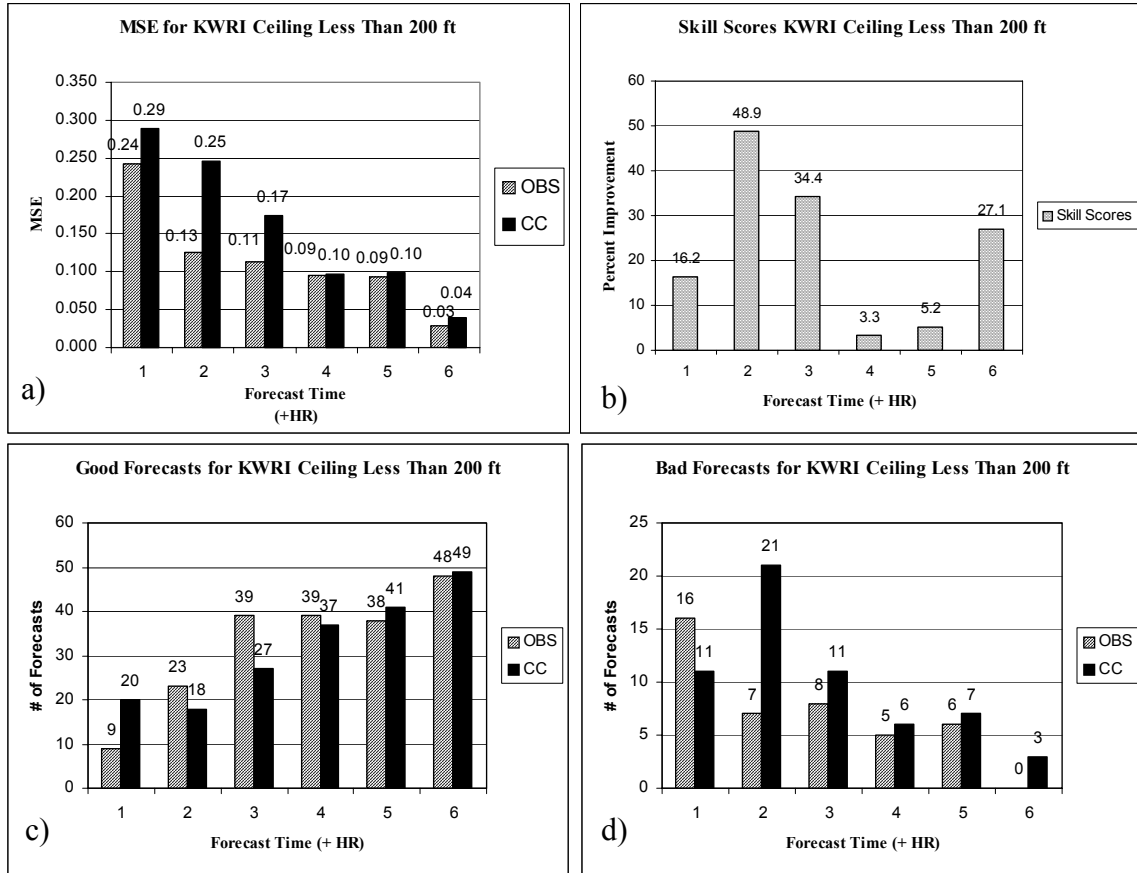 MSE for KWRI Ceiling Less Than 200 ft
0.350
0.300
0.250
0.200
0.150
0.100
0.050
0.000
MSE
0.24
0.29
0.13
0.25
0.11
0.17
0.09
0.10
0.09
0.10
0.03
0.04
1 2 3 4 5 6
Forecast Time
(+HR)
OBS
CC
a)
Skill Scores KWRI Ceiling Less Than 200 ft
60
50
40
30
20
10
0
Percent Improvement
16.2
48.9
34.4
3.3
5.2
27.1
1 2 3 4 5 6
Forecast Time (+ HR)
Skill Scores
b)
Good Forecasts for KWRI Ceiling Less Than 200 ft
60
50
40
30
20
10
0
# of Forecasts
9
20
23
18
39
27
39
37
38
41
48
49
1 2 3 4 5 6
Forecast Time (+ HR)
OBS
CC
c)
Bad Forecasts for KWRI Ceiling Less Than 200 ft
25
20
15
10
5
0
# of Forecasts
16
11
7
21
8
11
5
6
6
7
0
3
1 2 3 4 5 6
Forecast Time (+ HR)
OBS
CC
d)